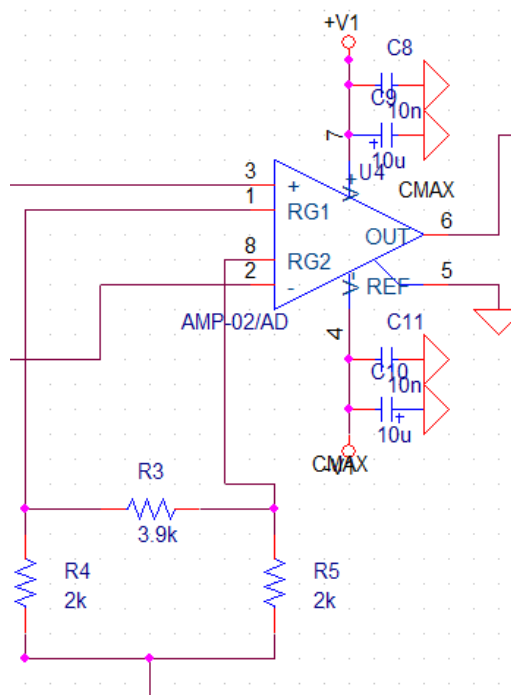 +V1
C8
C9
10n
7
10u
U4
CMAX
3
+
V+
1
RG1
6
OUT
8
RG2
5
2
-
V-
REF
AMP-02/AD
4
C11
C10
10n
+
10u
+
CMAX
R3
3.9k
R4
2k
R5
2k